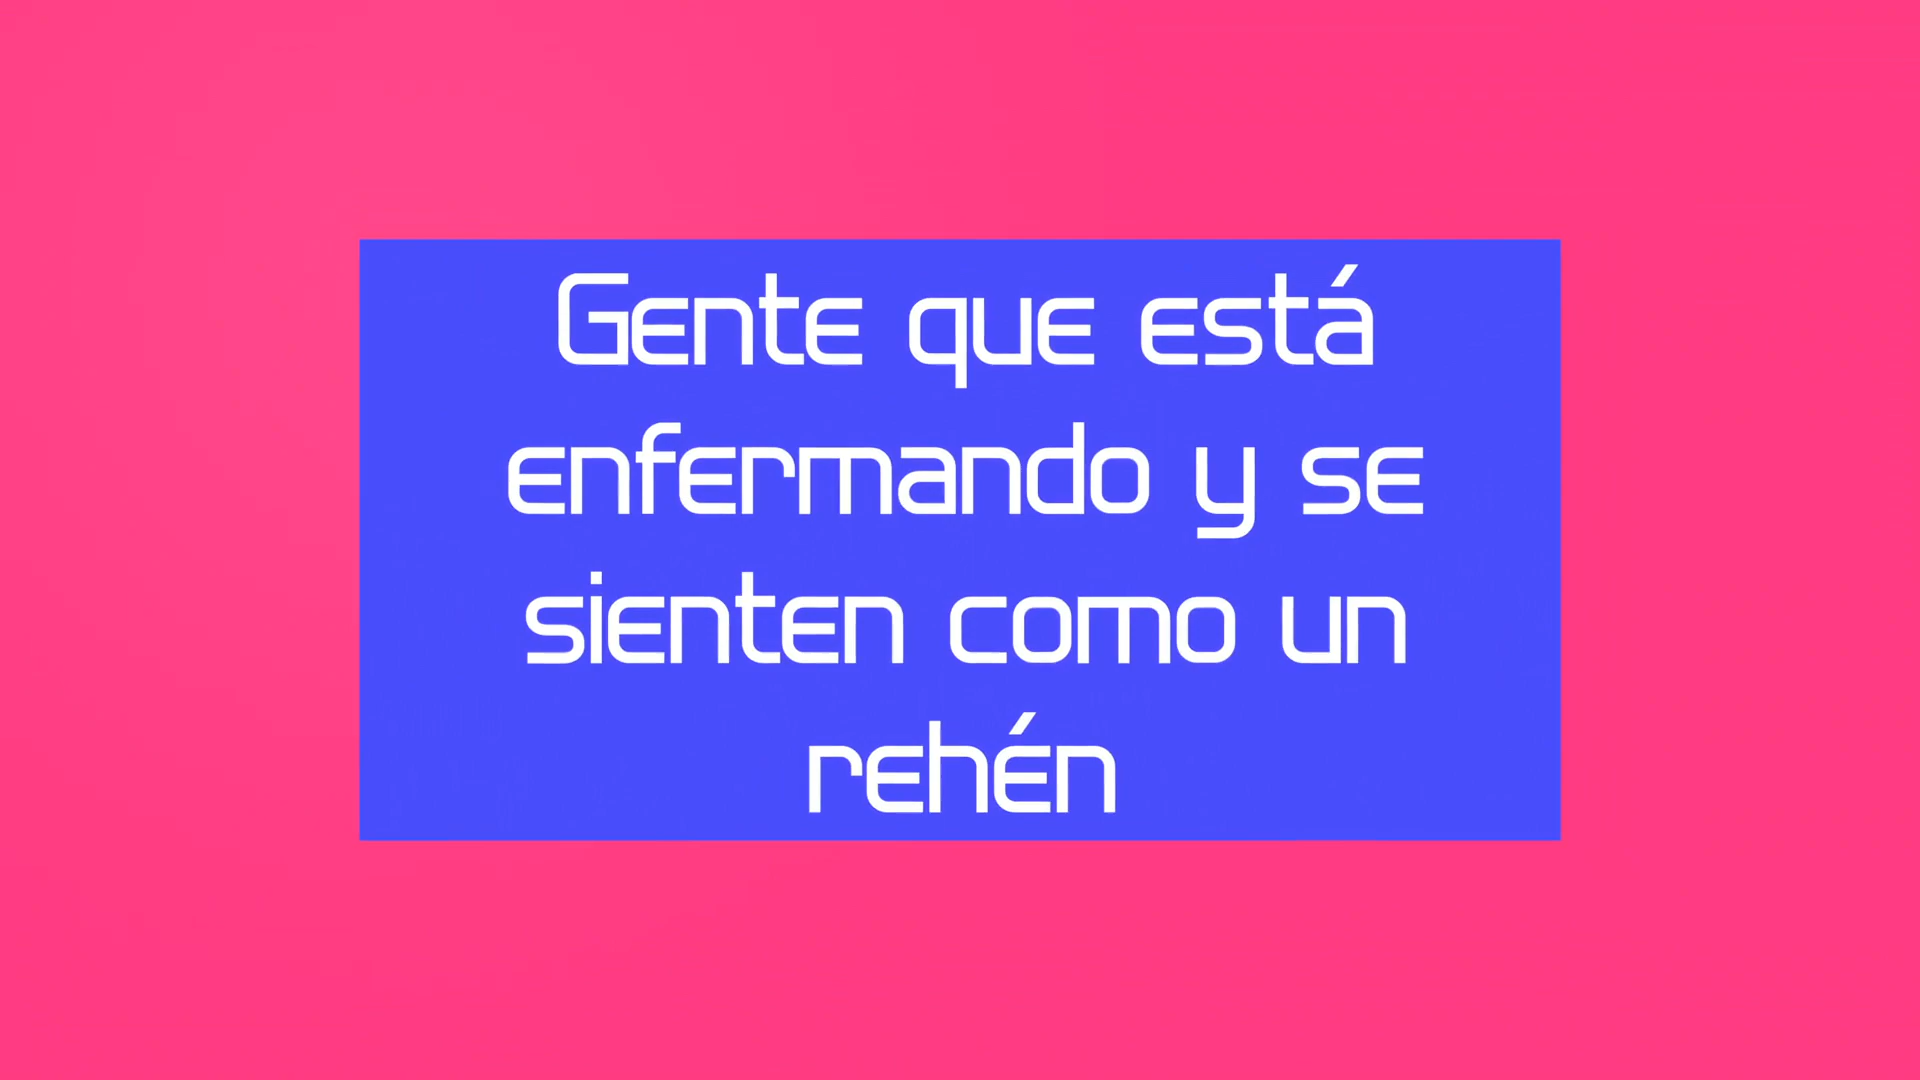 Gente que está
enfermando y se
sienten como un
rehén